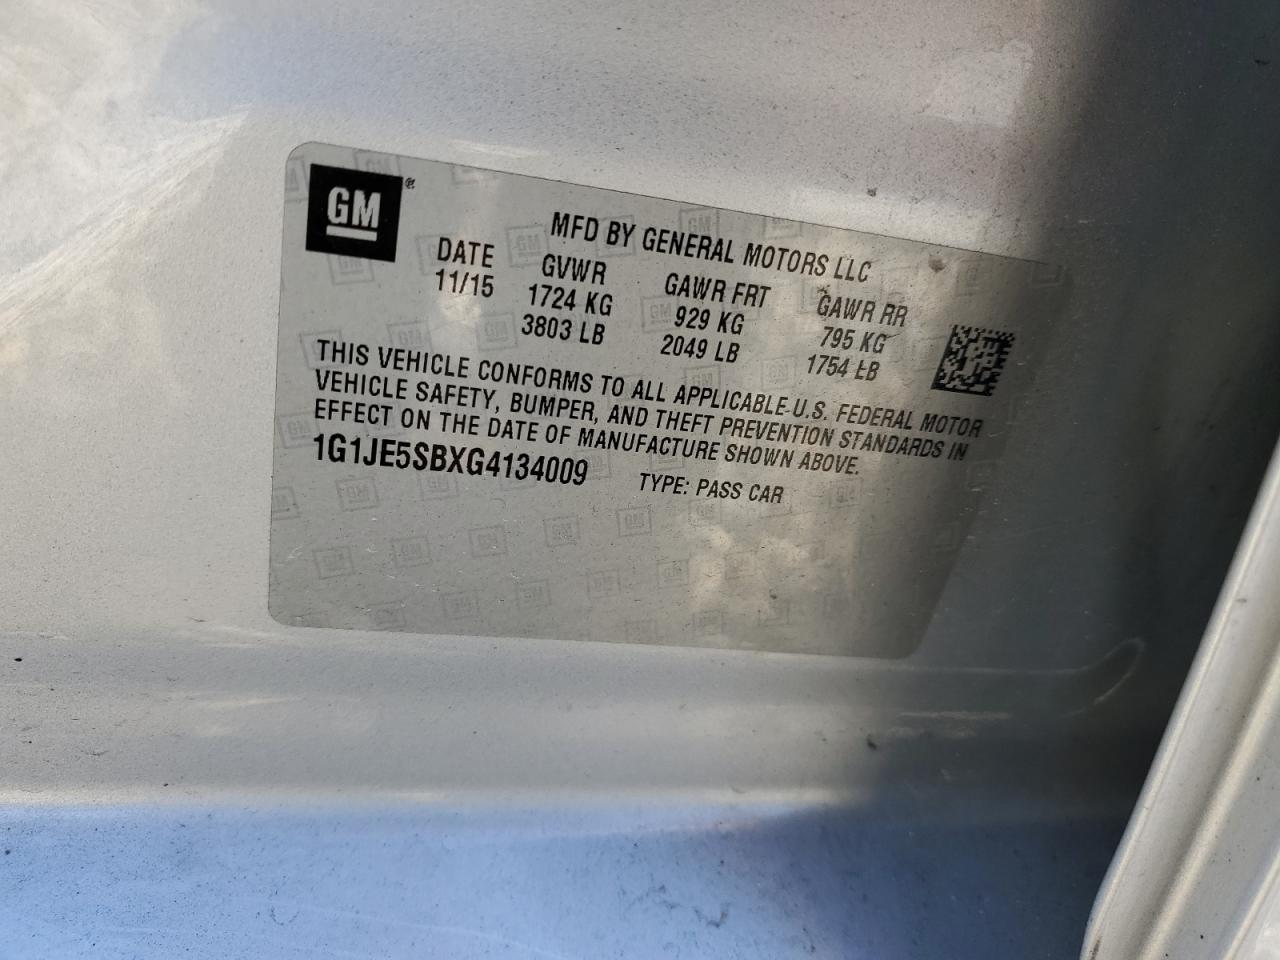 GM®
MFD BY GENERAL MOTORS LLC
DATE GVWR GAWR FRT GAWR RR
11/15 1724 KG 929 KG 795 KG
3803 LB 2049 LB 1754 LB
THIS VEHICLE CONFORMS TO ALL APPLICABLE U.S. FEDERAL MOTOR
VEHICLE SAFETY, BUMPER, AND THEFT PREVENTION STANDARDS IN
EFFECT ON THE DATE OF MANUFACTURE SHOWN ABOVE.
1G1JE5SBXG4134009 TYPE: PASS CAR